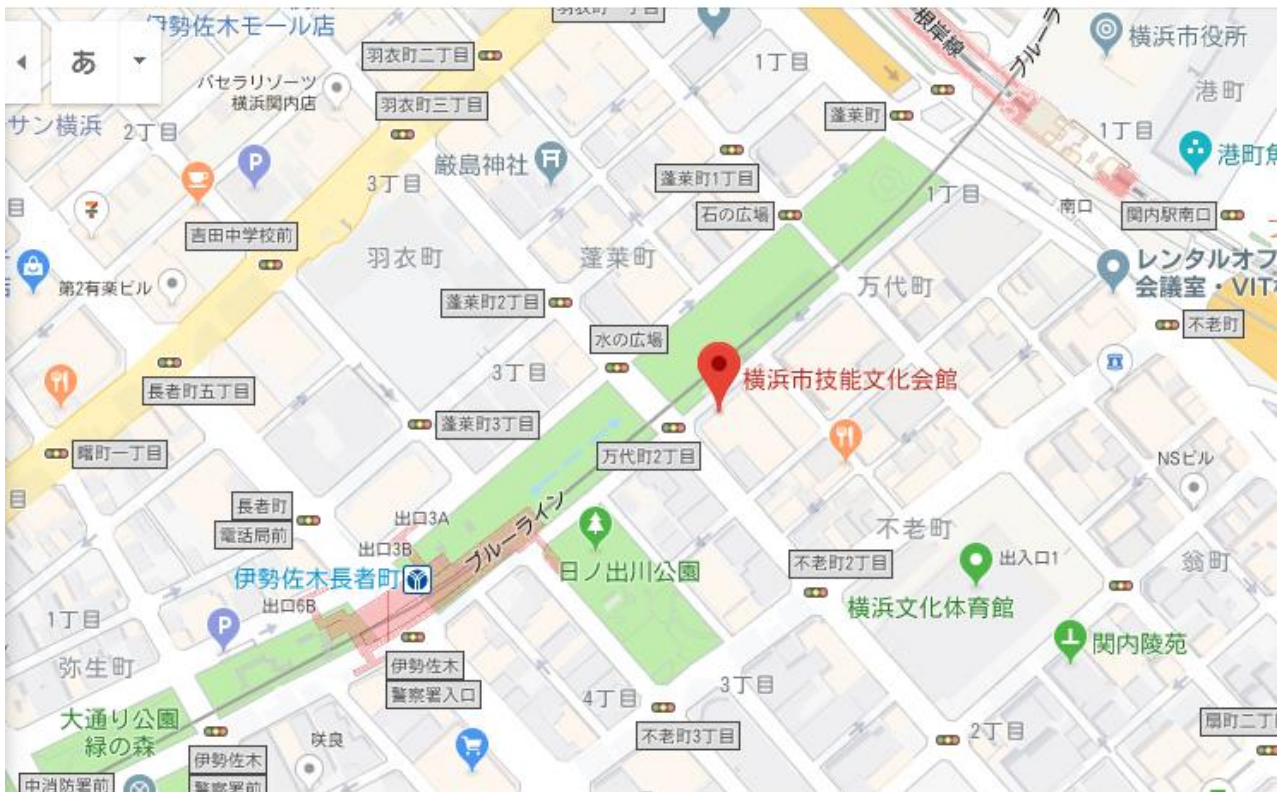 伊勢佐木モール店
羽衣町二丁目
1丁目
根岸線
ブルーライ
横浜市役所
港町
あ
パセラリゾーツ
横浜関内店
羽衣町三丁目
蓬莱町
1丁目
サン横浜
2丁目
厳島神社
港町魚
3丁目
蓬莱町1丁目
1丁目
石の広場
南口
関内駅南口
目
吉田中学校前
羽衣町
蓬莱町
万代町
レンタルオフ
会議室・VIT
第2有楽ビル
蓬莱町2丁目
不老町
水の広場
長者町五丁目
3丁目
横浜市技能文化会館
蓬莱町3丁目
曙町一丁目
万代町2丁目
NSビル
目
長者町
電話局前
出口3A
ブルーライン
不老町
出口3B
伊勢佐木長者町
日ノ出川公園
不老町2丁目
出入口1
翁町
出口6B
横浜文化体育館
1丁目
P
関内陵苑
弥生町
伊勢佐木
警察署入口
4丁目
3丁目
大通り公園
緑の森
不老町3丁目
2丁目
扇町二丁
咲良
伊勢佐木
警察署前
中消防署前